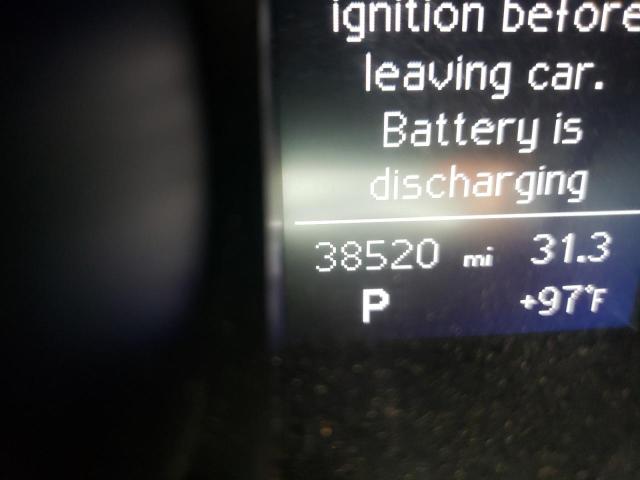 ignition before
leaving car.
Battery is
discharging
38520 mi 31.3
P +97°F